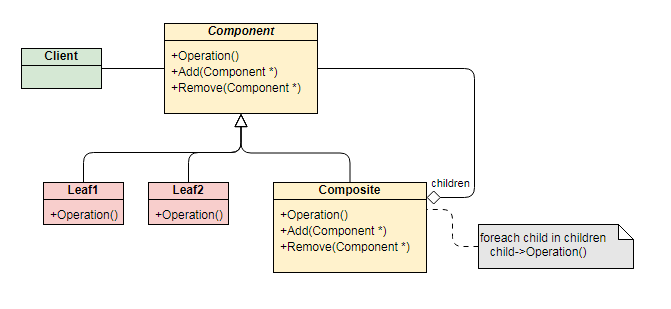 Component
+Operation()
+Add(Component *)
+Remove(Component *)
Client
Leaf1
+Operation()
Leaf2
+Operation()
Composite
+Operation()
+Add(Component *)
+Remove(Component *)
children
foreach child in children
child->Operation()